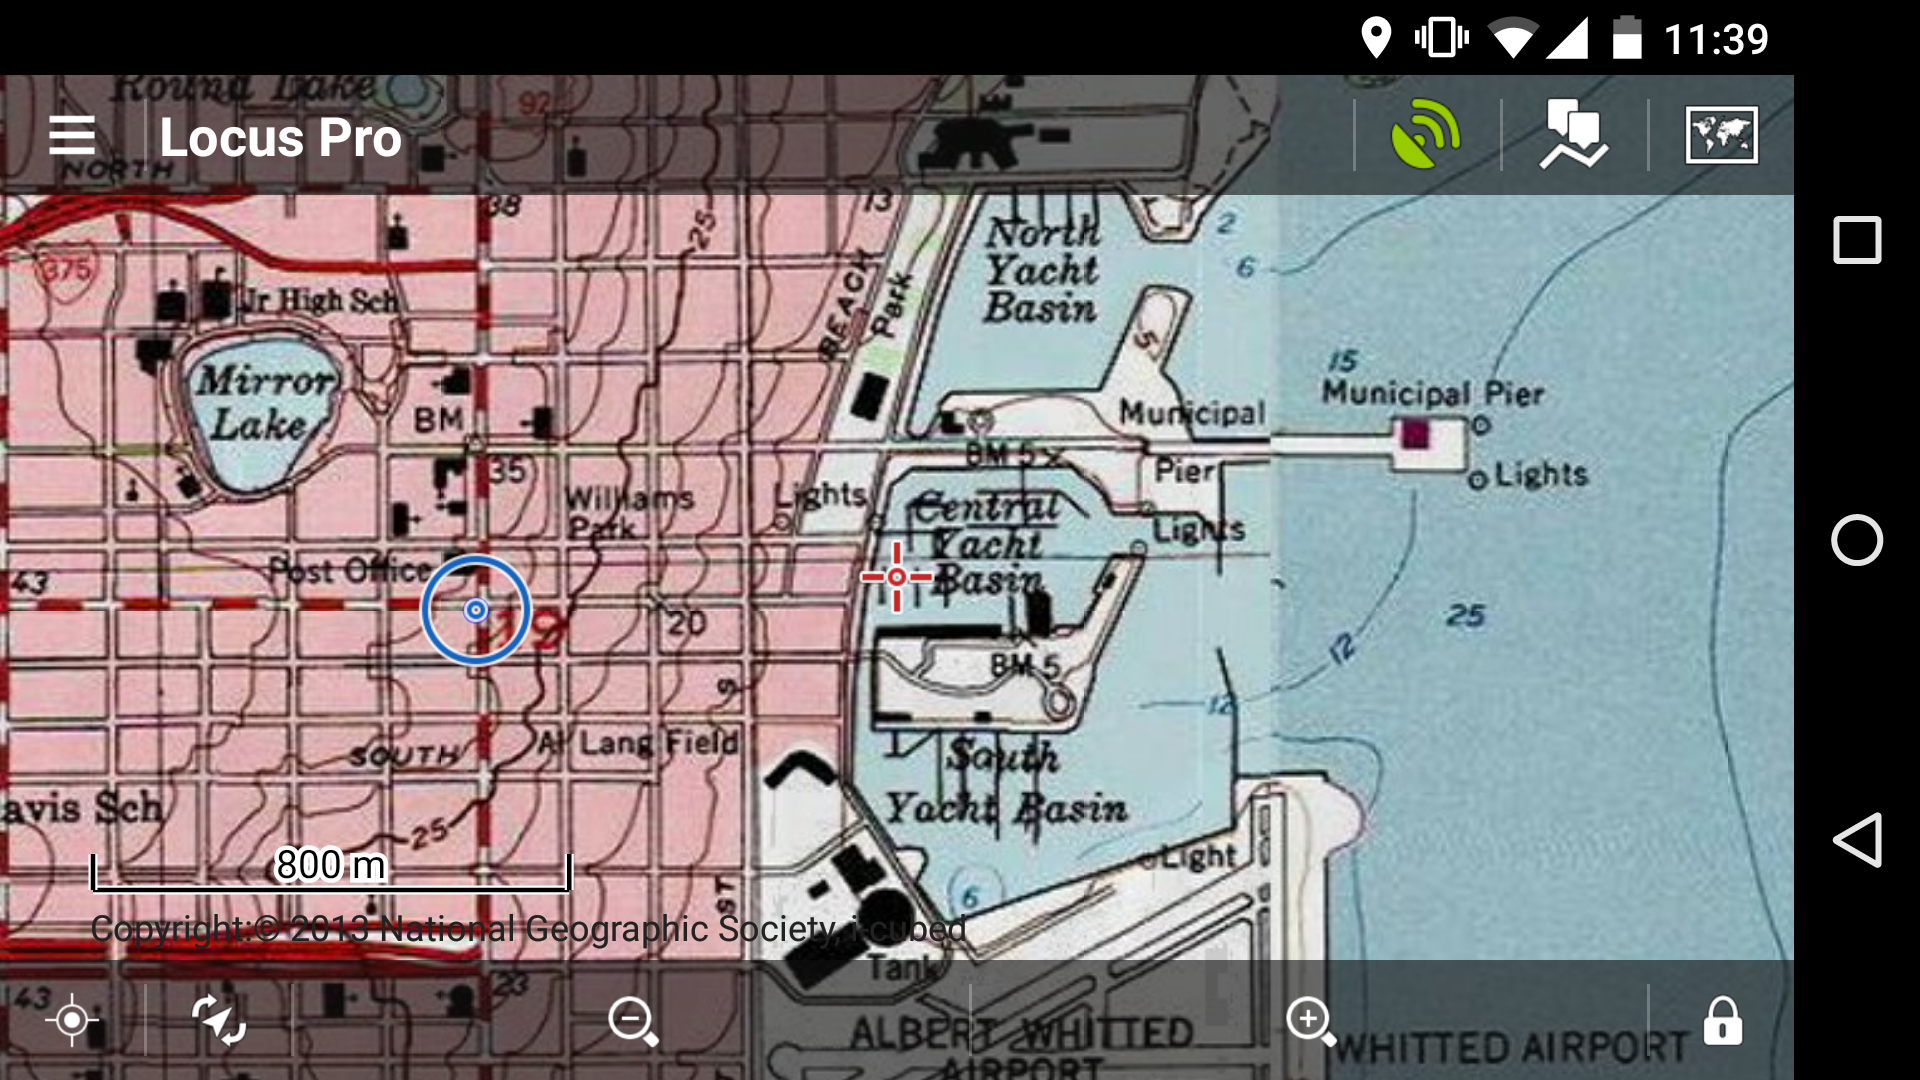 11:39
Round Lake
92
Locus Pro
NORTH
38
13
2
25
North
Yacht
Basin
6
375
Jr High Sch
BEACH
Park
5
15
Mirror
Lake
BM
Municipal
Municipal Pier
BM 5
35
Pier
Lights
Williams
Park
Lights
Central
Yacht
Basin
Lights
Post Office
43
19
20
25
12
BM 5
S
12
Al Lang Field
SOUTH
South
Yacht Basin
avis Sch
25
800 m
Light
ST
6
Copyright:© 2013 National Geographic Society, i-cubed
Tank
43
23
ALBERT WHITTED
AIRPORT
WHITTED AIRPORT